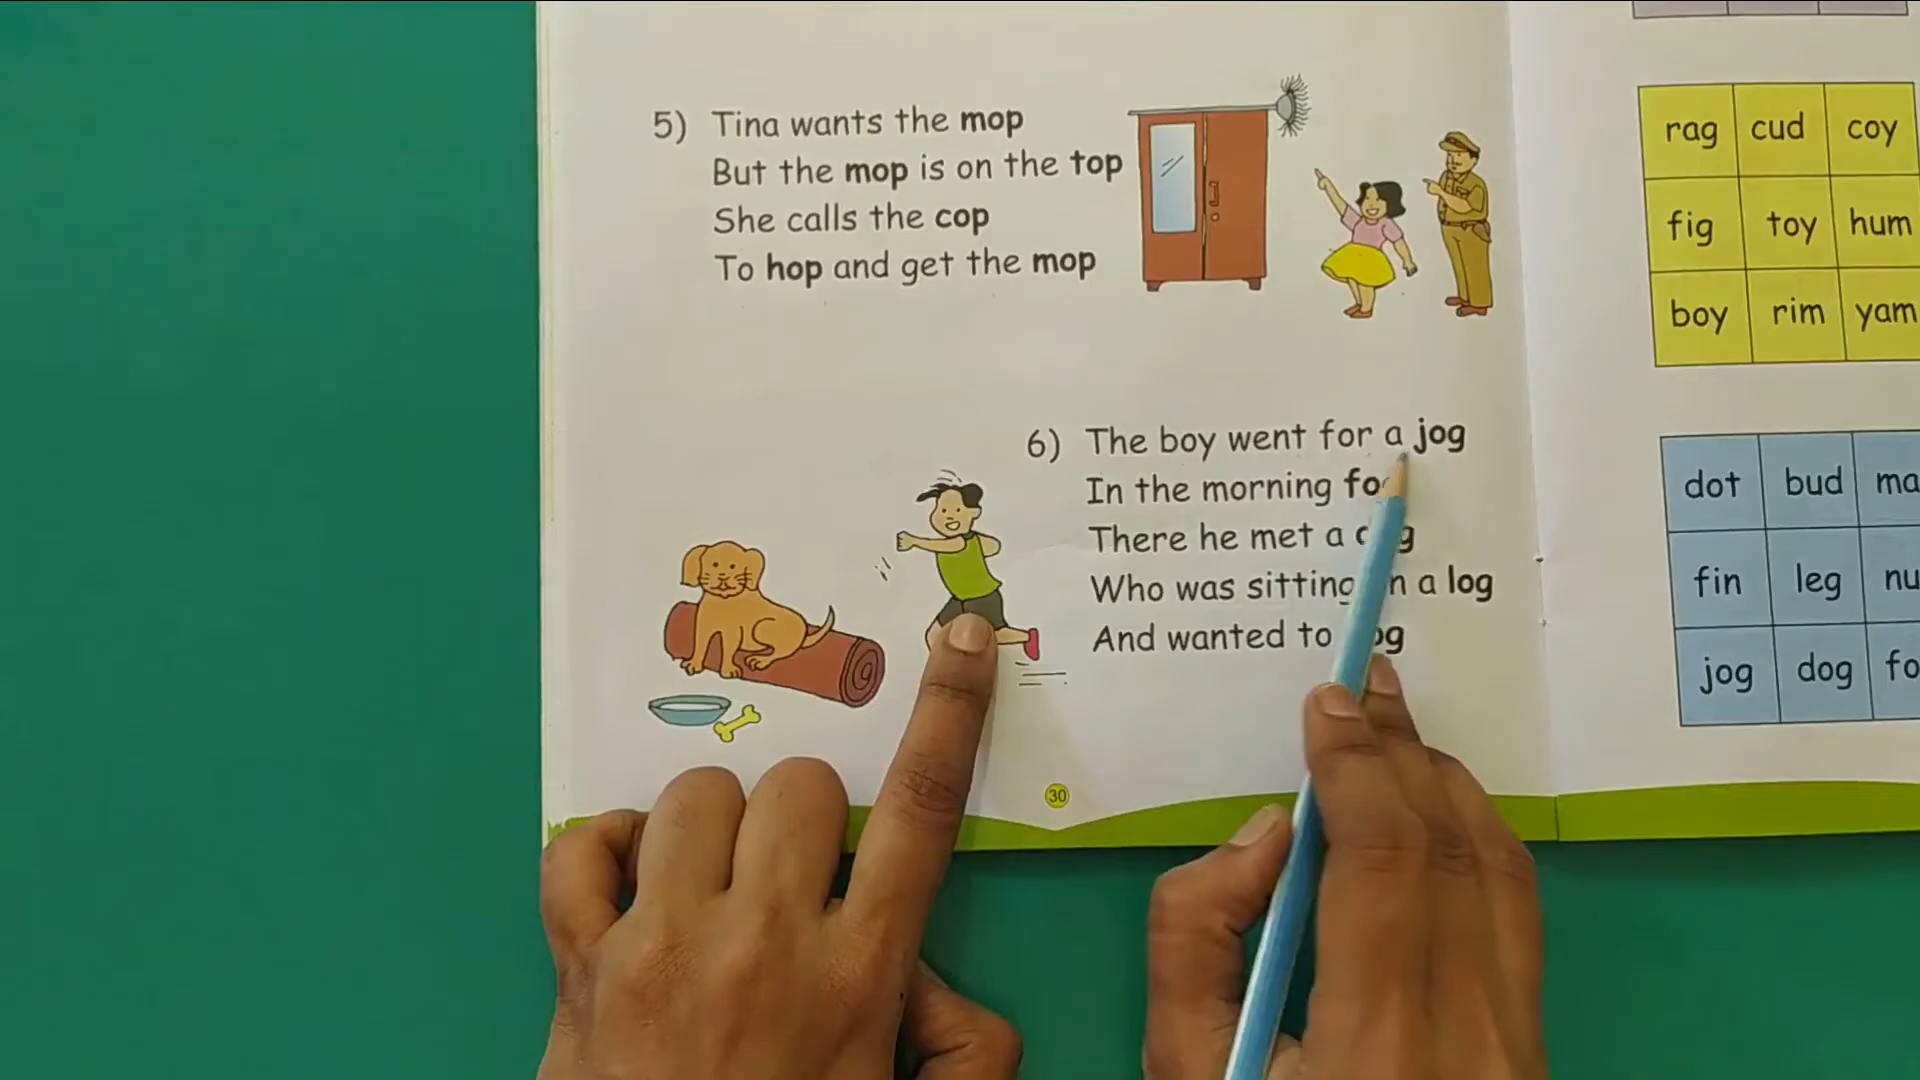 5) Tina wants the mop
But the mop is on the top
She calls the cop
To hop and get the mop
6) The boy went for a jog
In the morning
There he met a
Who was sitting a log
And wanted to
30
rag cud coy
fig toy hum
boy rim yam
dot bud
fin leg
jog dog